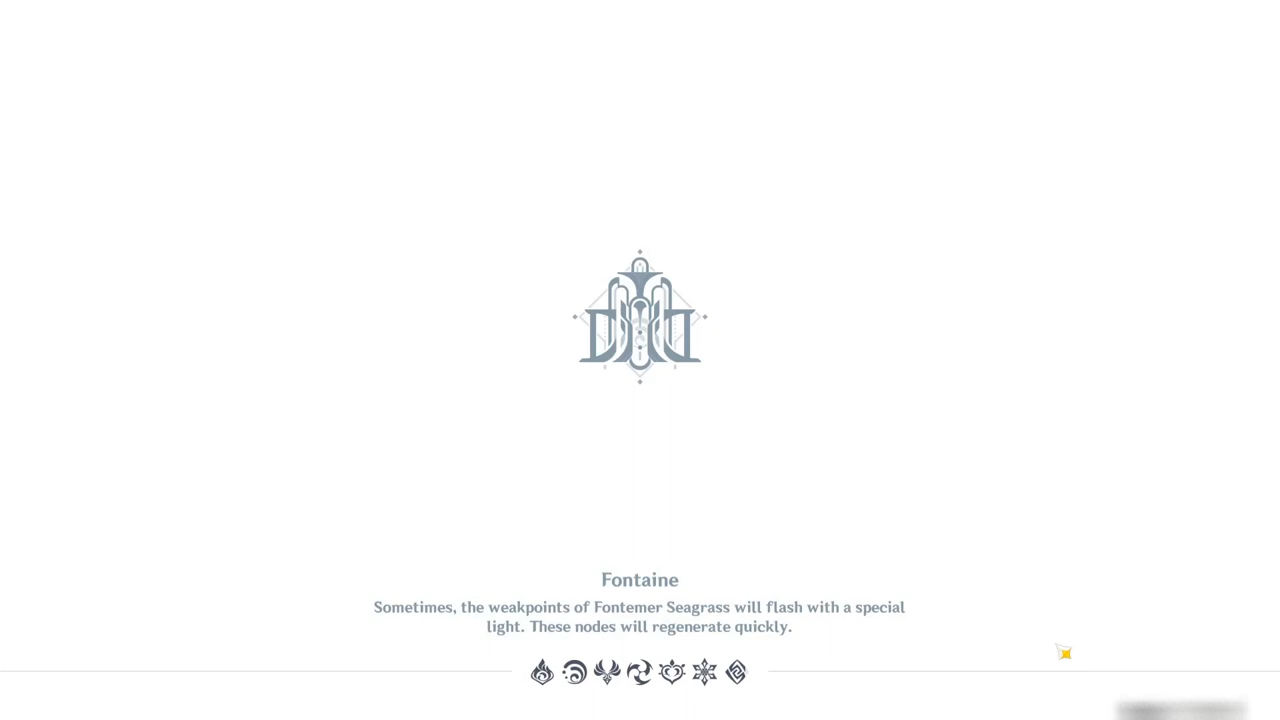 Fontaine
Sometimes, the weakpoints of Fontemer Seagrass will flash with a special
light. These nodes will regenerate quickly.